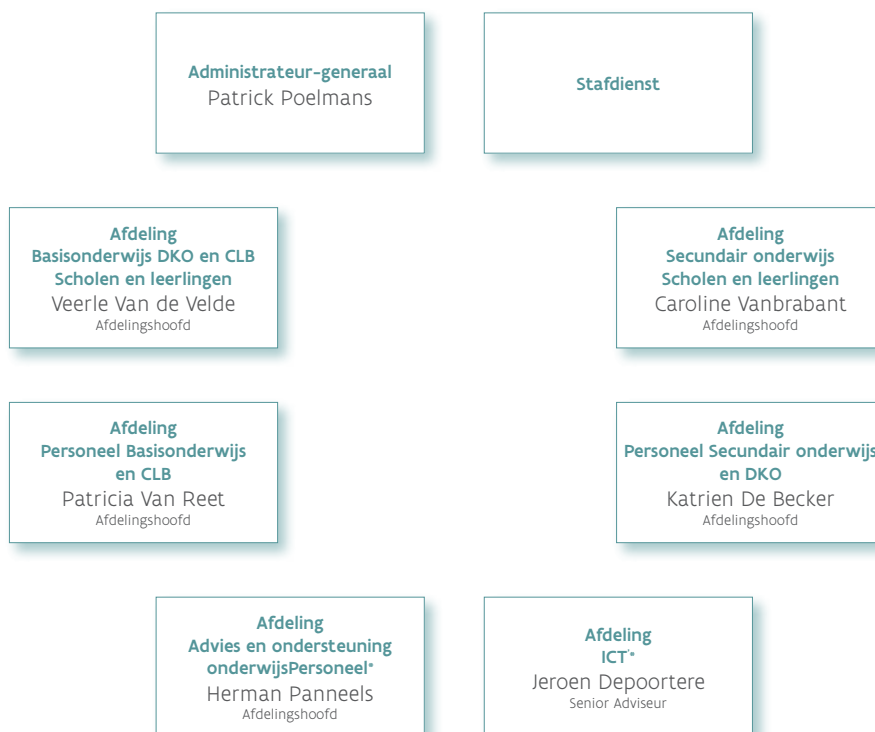 Administrateur-generaal
Patrick Poelmans
Stafdienst
Afdeling
Basisonderwijs DKO en CLB
Scholen en leerlingen
Veerle Van de Velde
Afdelingshoofd
Afdeling
Secundair onderwijs
Scholen en leerlingen
Caroline Vanbrabant
Afdelingshoofd
Afdeling
Personeel Basisonderwijs
en CLB
Patricia Van Reet
Afdelingshoofd
Afdeling
Personeel Secundair onderwijs
en DKO
Katrien De Becker
Afdelingshoofd
Afdeling
Advies en ondersteuning
onderwijsPersoneel*
Herman Panneels
Afdelingshoofd
Afdeling
ICT'*
Jeroen Depoortere
Senior Adviseur